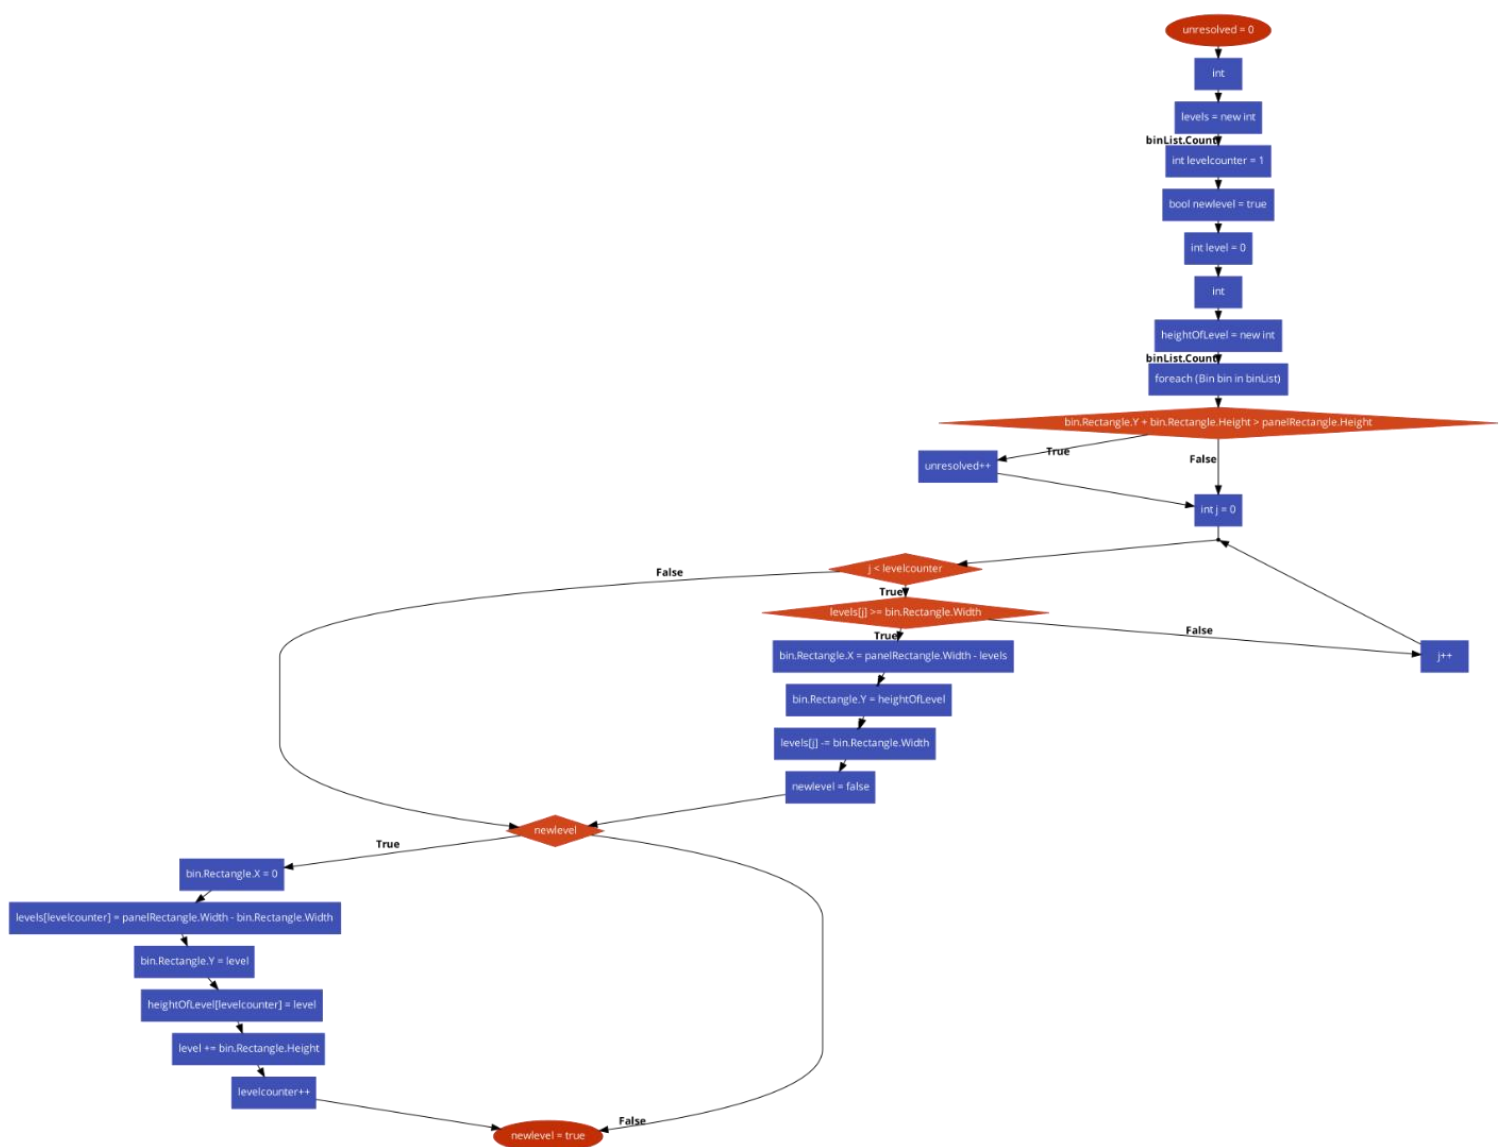 unresolved = 0
int
levels = new int
binList.Count
int levelcounter = 1
bool newlevel = true
int level = 0
int
heightOfLevel = new int
binList.Count
foreach (Bin bin in binList)
bin.Rectangle.Y + bin.Rectangle.Height > panelRectangle.Height
True
False
unresolved++
int j = 0
j < levelcounter
False
True
levels[j] >= bin.Rectangle.Width
True
False
bin.Rectangle.X = panelRectangle.Width - levels
j++
bin.Rectangle.Y = heightOfLevel
levels[j] -= bin.Rectangle.Width
newlevel = false
newlevel
True
bin.Rectangle.X = 0
levels[levelcounter] = panelRectangle.Width - bin.Rectangle.Width
bin.Rectangle.Y = level
heightOfLevel[levelcounter] = level
level += bin.Rectangle.Height
levelcounter++
False
newlevel = true